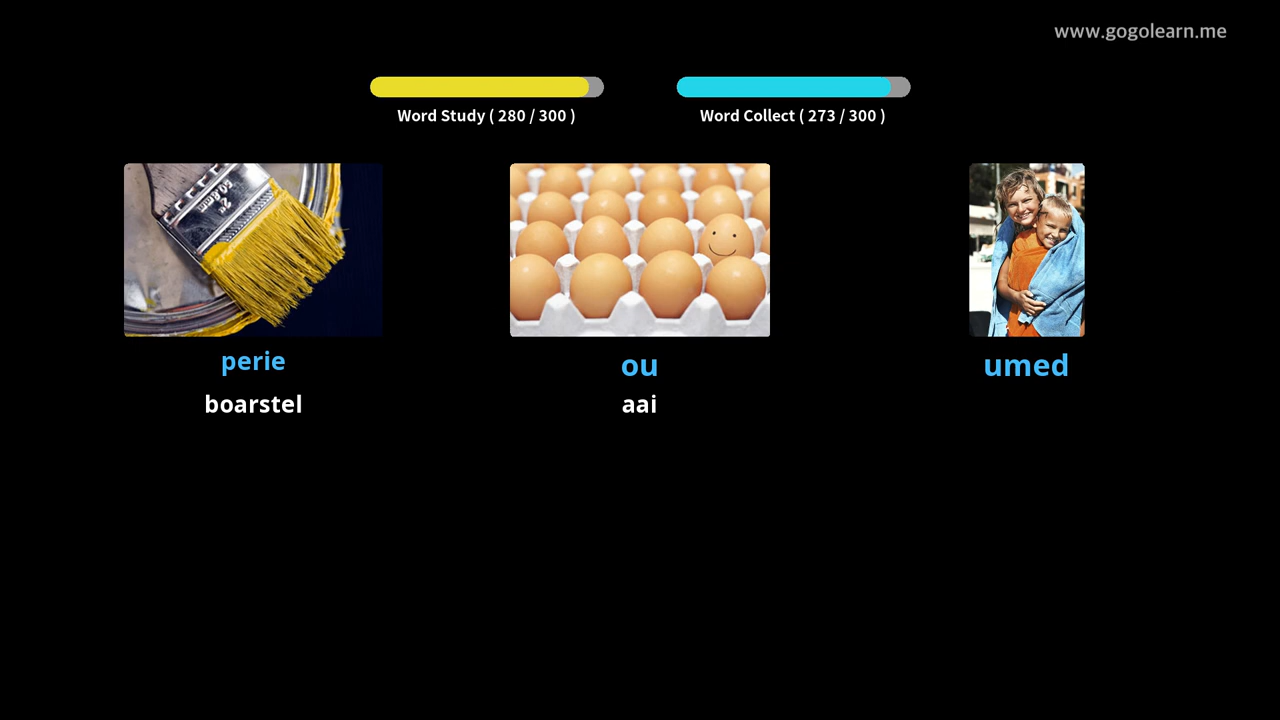 www.gogolearn.me
Word Study ( 280 / 300 )
Word Collect ( 273 / 300 )
perie
ou
umed
boarstel
aai